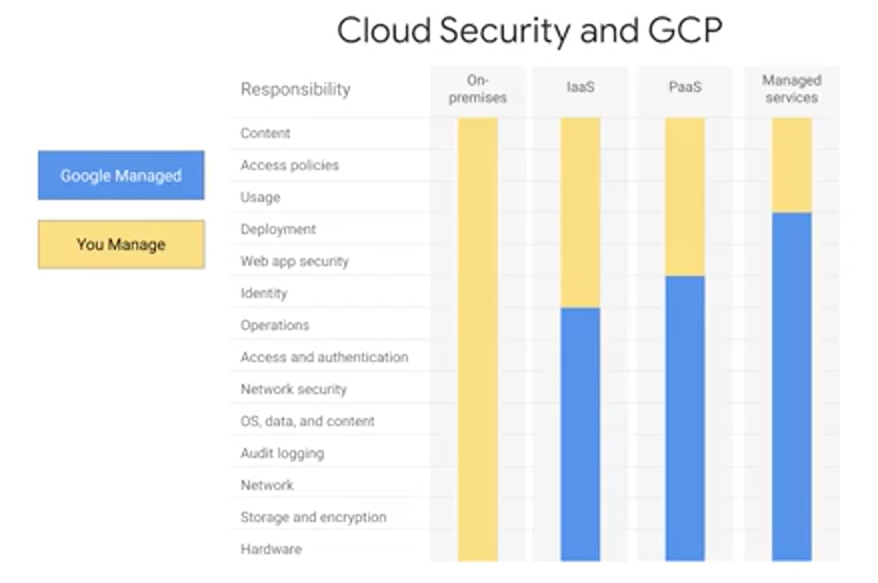 Cloud Security and GCP
Responsibility
On-
premises
IaaS
PaaS
Managed
services
Google Managed
You Manage
Content
Access policies
Usage
Deployment
Web app security
Identity
Operations
Access and authentication
Network security
OS, data, and content
Audit logging
Network
Storage and encryption
Hardware